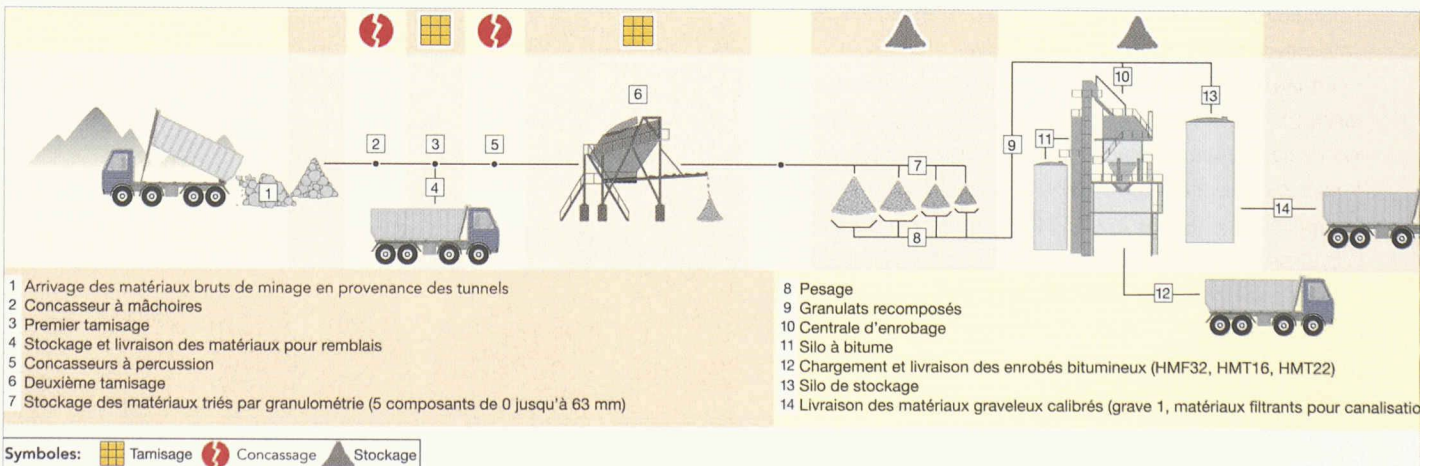 2
3
5
6
10
13
11
9
7
1
4
8
14
12
1 Arrivage des matériaux bruts de minage en provenance des tunnels
2 Concasseur à mâchoires
3 Premier tamisage
4 Stockage et livraison des matériaux pour remblais
5 Concasseurs à percussion
6 Deuxième tamisage
7 Stockage des matériaux triés par granulométrie (5 composants de 0 jusqu'à 63 mm)
8 Pesage
9 Granulats recomposés
10 Centrale d'enrobage
11 Silo à bitume
12 Chargement et livraison des enrobés bitumineux (HMF32, HMT16, HMT22)
13 Silo de stockage
14 Livraison des matériaux graveleux calibrés (grave 1, matériaux filtrants pour canalisatio
Symboles: Tamisage Concassage Stockage